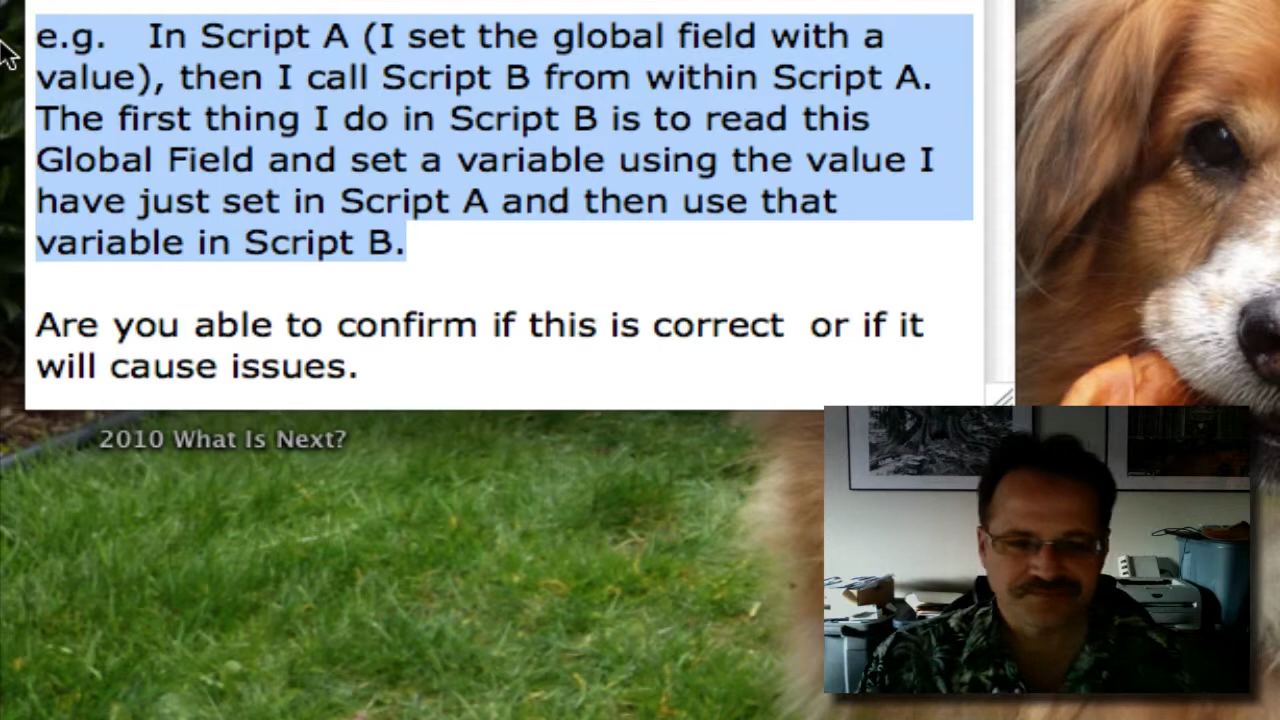 e.g.   In Script A (I set the global field with a
value), then I call Script B from within Script A.
The first thing I do in Script B is to read this
Global Field and set a variable using the value I
have just set in Script A and then use that
variable in Script B.
Are you able to confirm if this is correct  or if it
will cause issues.
2010 What Is Next?